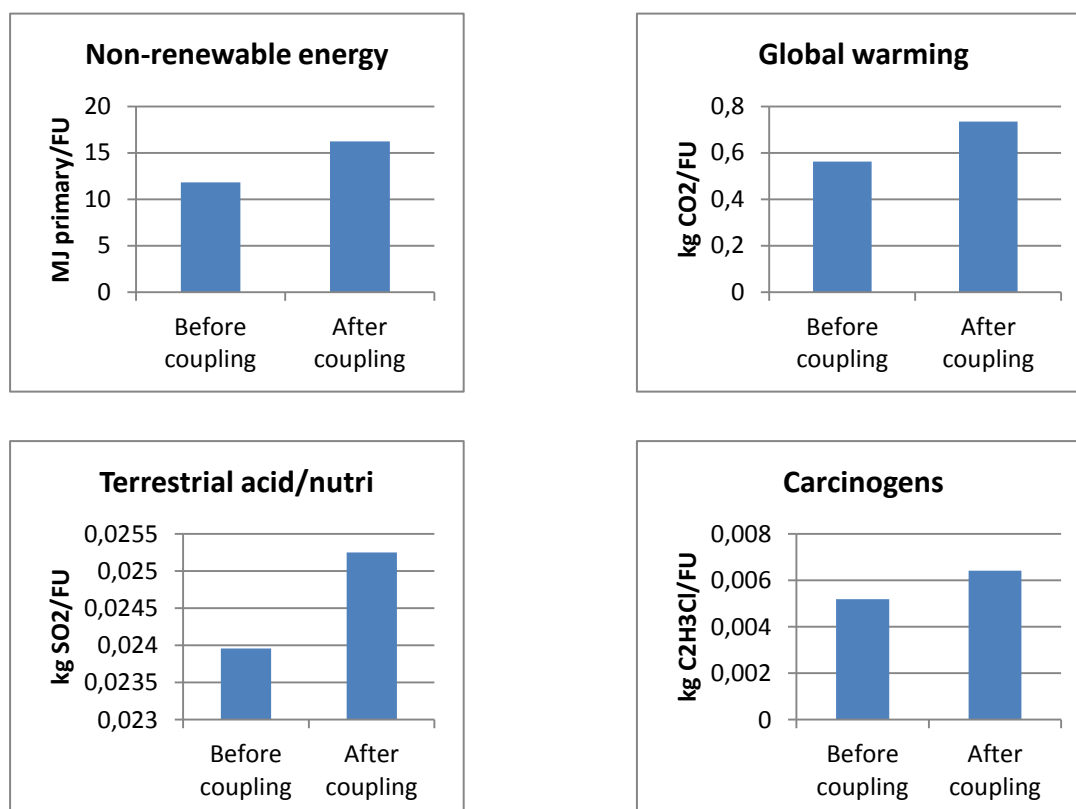 Non-renewable energy
MJ primary/FU
20
15
10
5
0
Before
coupling
After
coupling
Global warming
kg CO2/FU
0,8
0,6
0,4
0,2
0
Before
coupling
After
coupling
Terrestrial acid/nutri
kg SO2/FU
0,0255
0,025
0,0245
0,024
0,0235
0,023
Before
coupling
After
coupling
Carcinogens
kg C2H3Cl/FU
0,008
0,006
0,004
0,002
0
Before
coupling
After
coupling